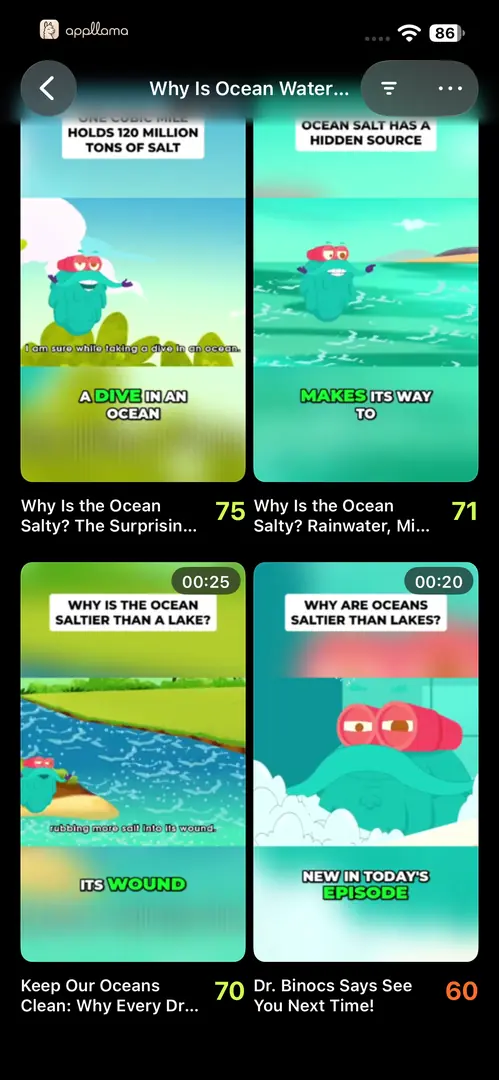 appllama
86
Why Is Ocean Water...
ONE CUBIC MILE
HOLDS 120 MILLION
TONS OF SALT
I am sure while taking a dive in an ocean.
A DIVE IN AN
OCEAN
Why Is the Ocean
Salty? The Surprisin...
75
OCEAN SALT HAS A
HIDDEN SOURCE
MAKES ITS WAY
TO
Why Is the Ocean
Salty? Rainwater, Mi...
71
00:25
WHY IS THE OCEAN
SALTIER THAN A LAKE?
rubbing more salt into its wound.
ITS WOUND
Keep Our Oceans
Clean: Why Every Dr...
70
00:20
WHY ARE OCEANS
SALTIER THAN LAKES?
NEW IN TODAY'S
EPISODE
Dr. Binocs Says See
You Next Time!
60